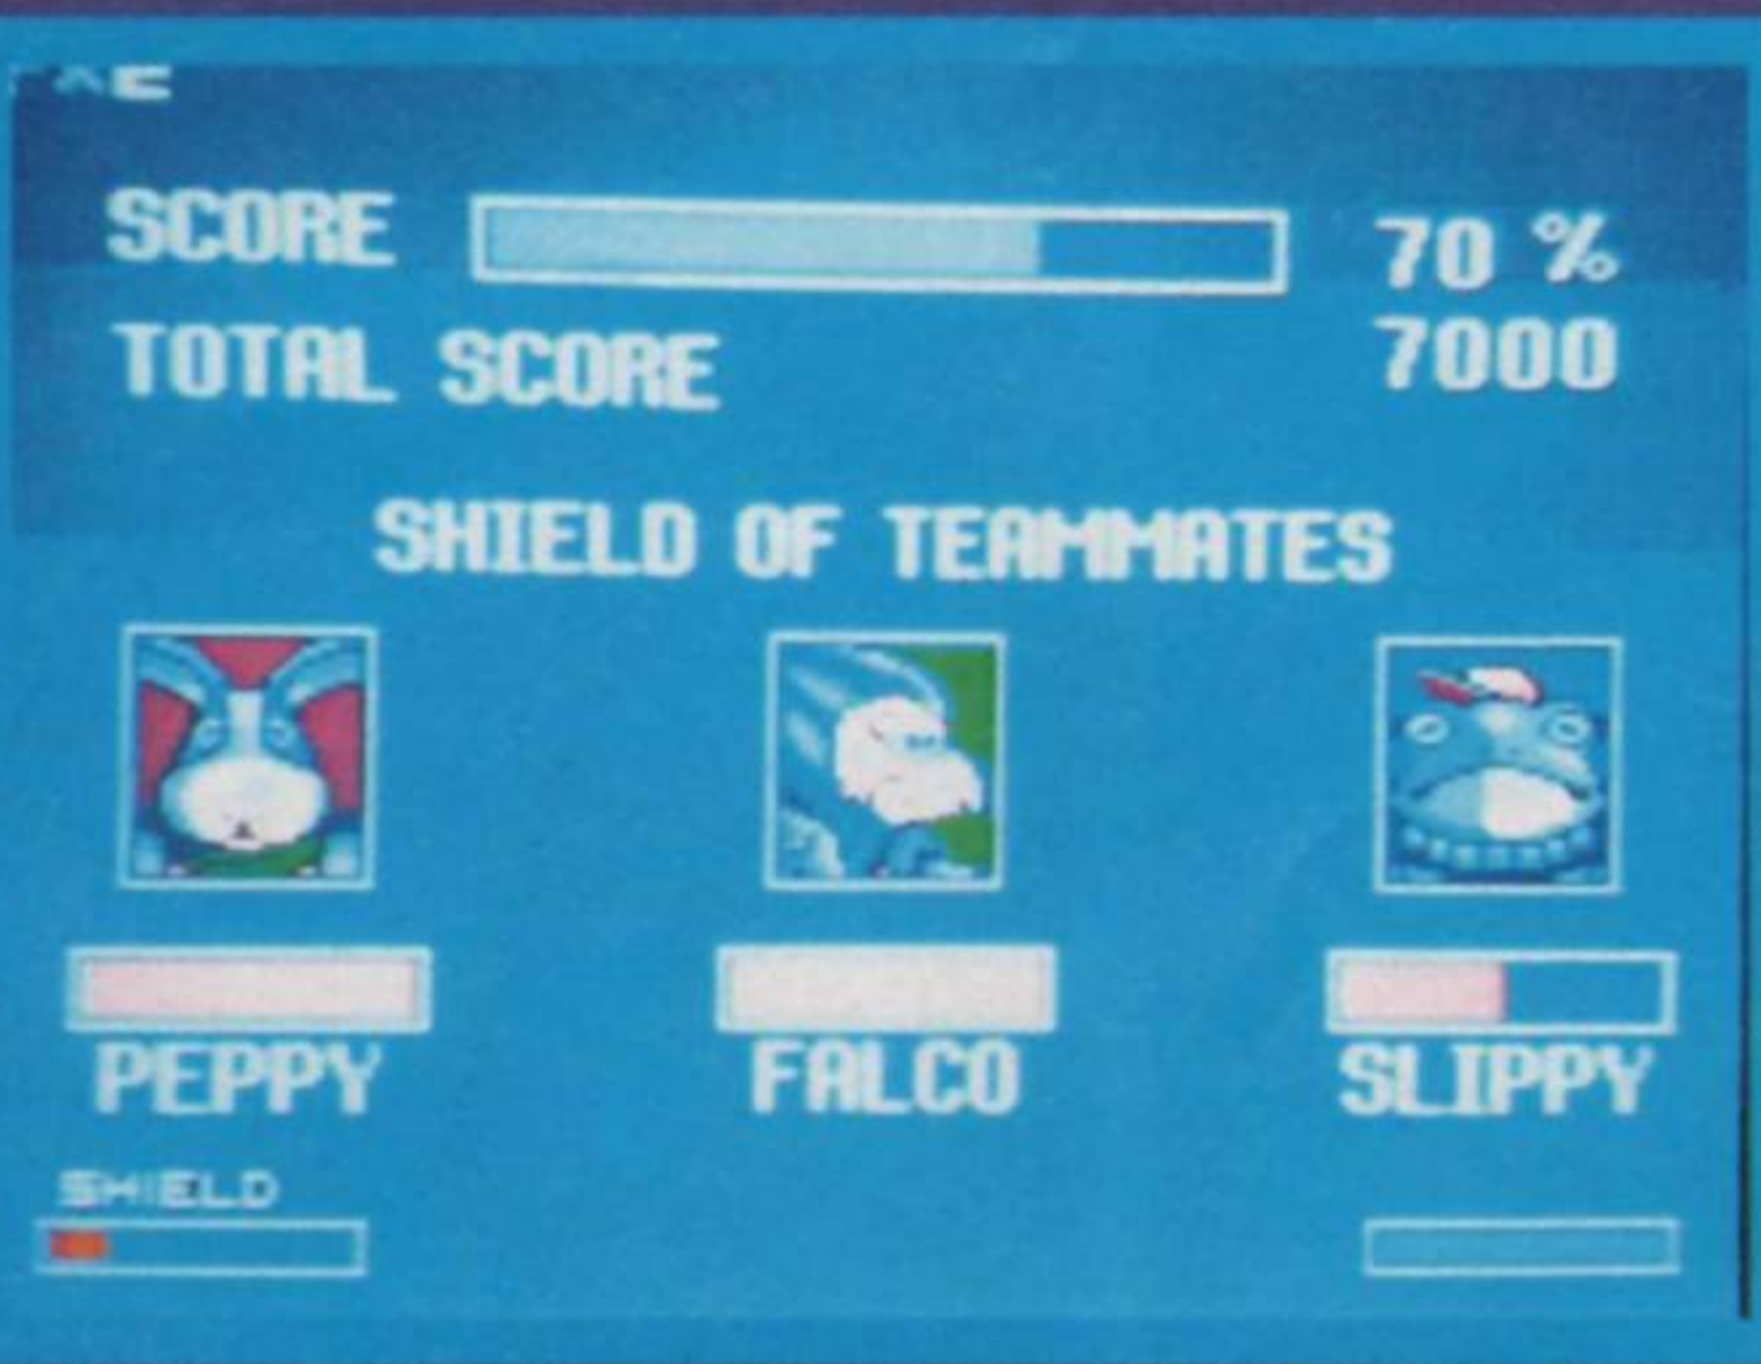 SCORE 70 %
TOTAL SCORE 7000
SHIELD OF TEAMMATES
PEPPY FALCO SLIPPY
SHIELD